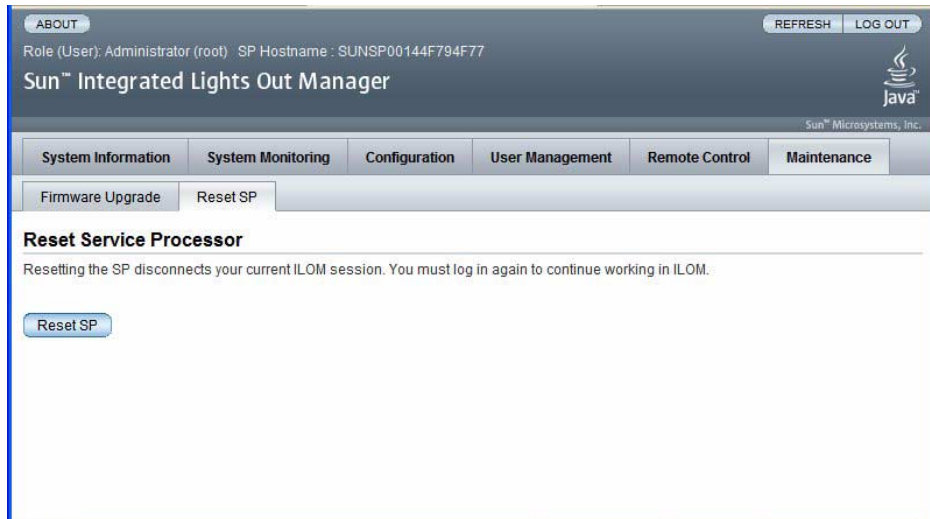 ABOUT
REFRESH LOG OUT
Role (User): Administrator (root) SP Hostname : SUNSP00144F794F77
Sun™ Integrated Lights Out Manager
Java™
Sun™ Microsystems, Inc.
System Information System Monitoring Configuration User Management Remote Control Maintenance
Firmware Upgrade Reset SP
Reset Service Processor
Resetting the SP disconnects your current ILOM session. You must log in again to continue working in ILOM.
Reset SP